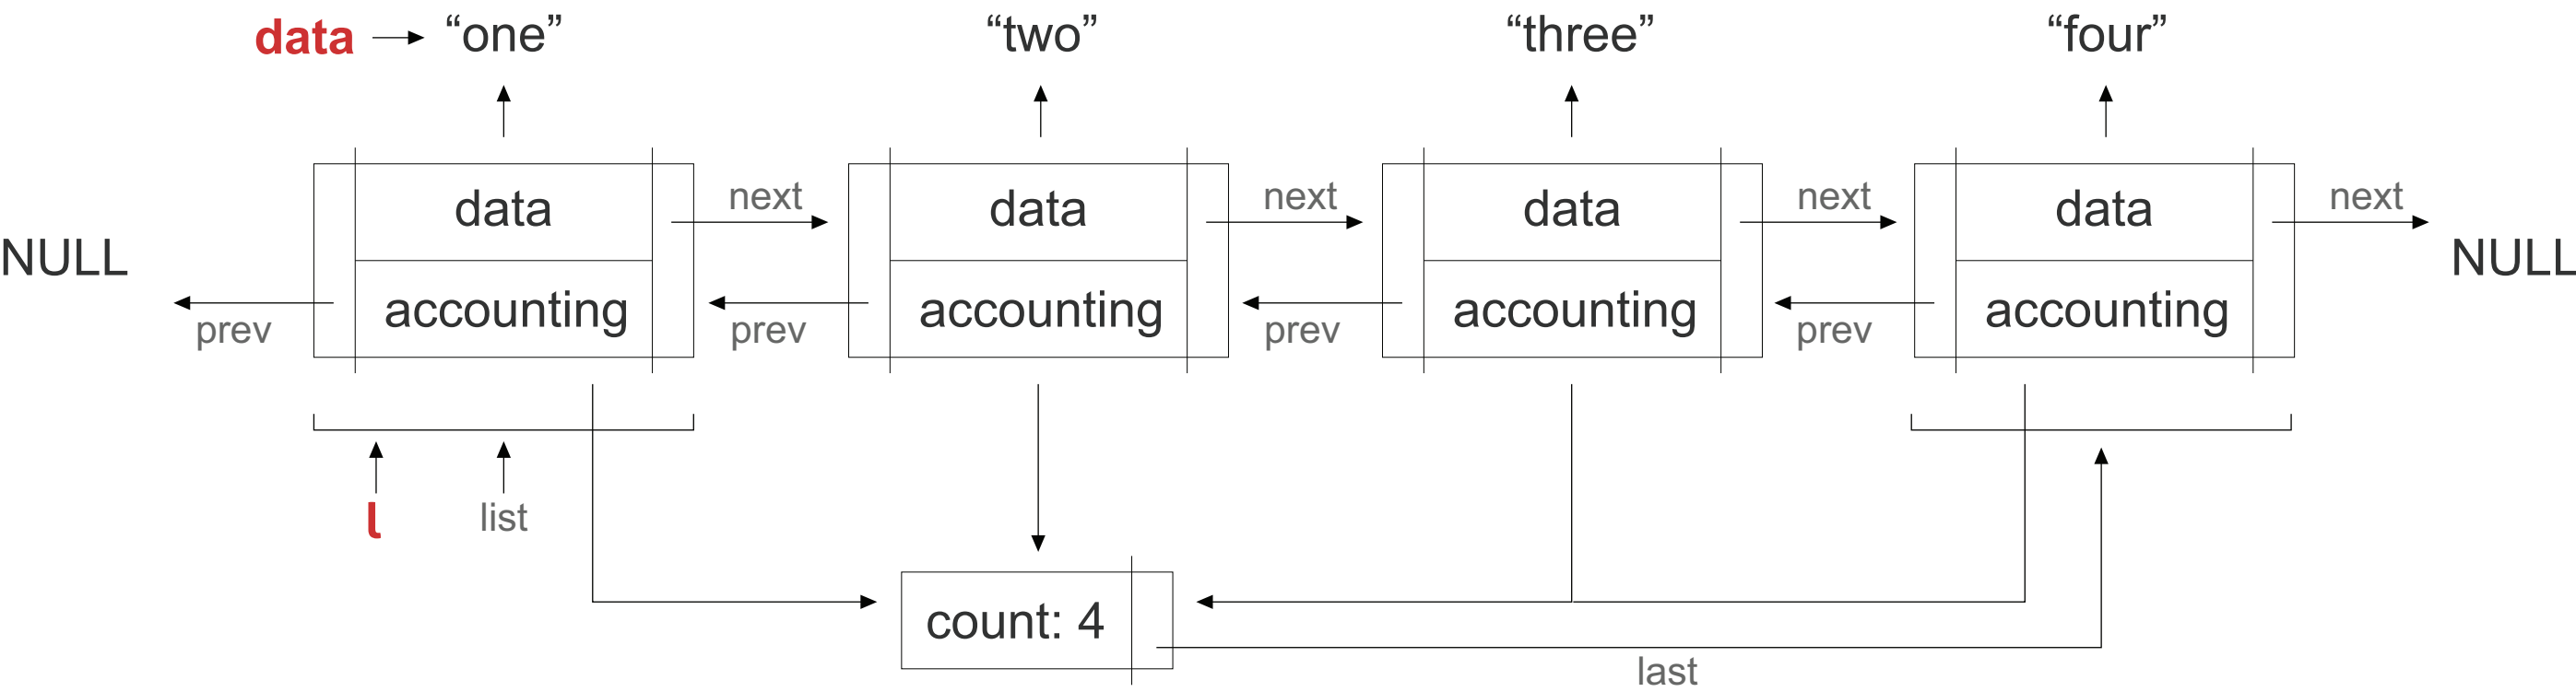 data “one” “two” “three” “four”
data next data next data next data next
NULL NULL
accounting accounting accounting accounting
prev prev prev prev
l list
count: 4
last